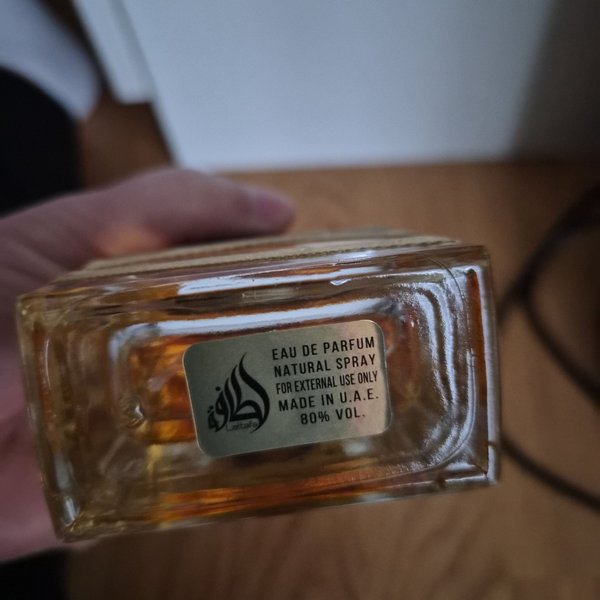 لطافة
Lattafa
EAU DE PARFUM
NATURAL SPRAY
FOR EXTERNAL USE ONLY
MADE IN U.A.E.
80% VOL.